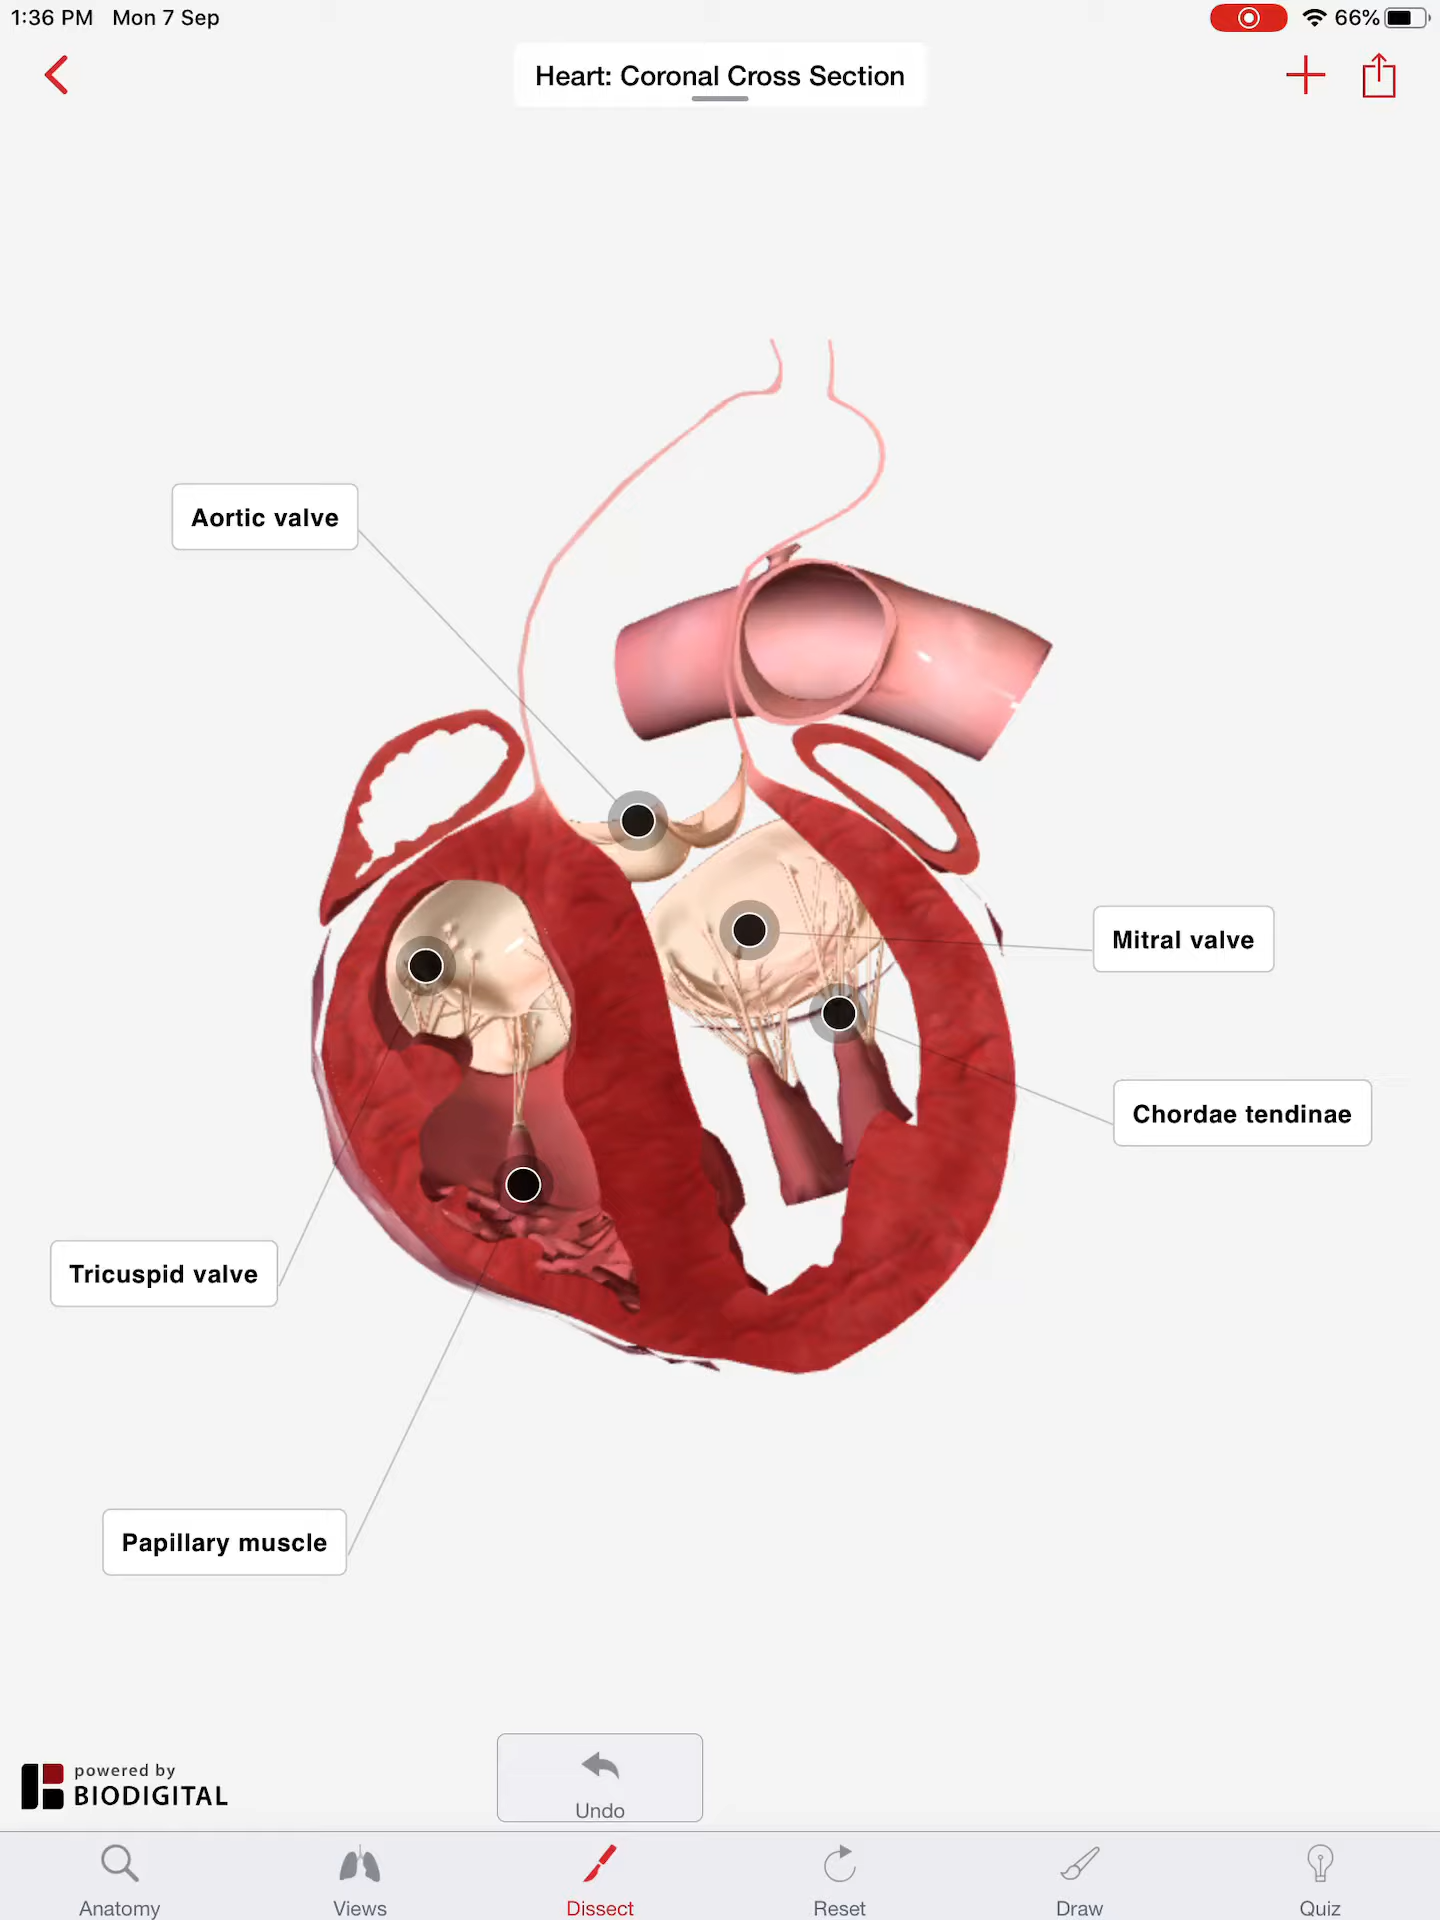 1:36 PM Mon 7 Sep
66%
Heart: Coronal Cross Section
Aortic valve
Mitral valve
Chordae tendinae
Tricuspid valve
Papillary muscle
powered by
BIODIGITAL
Undo
Anatomy
Views
Dissect
Reset
Draw
Quiz